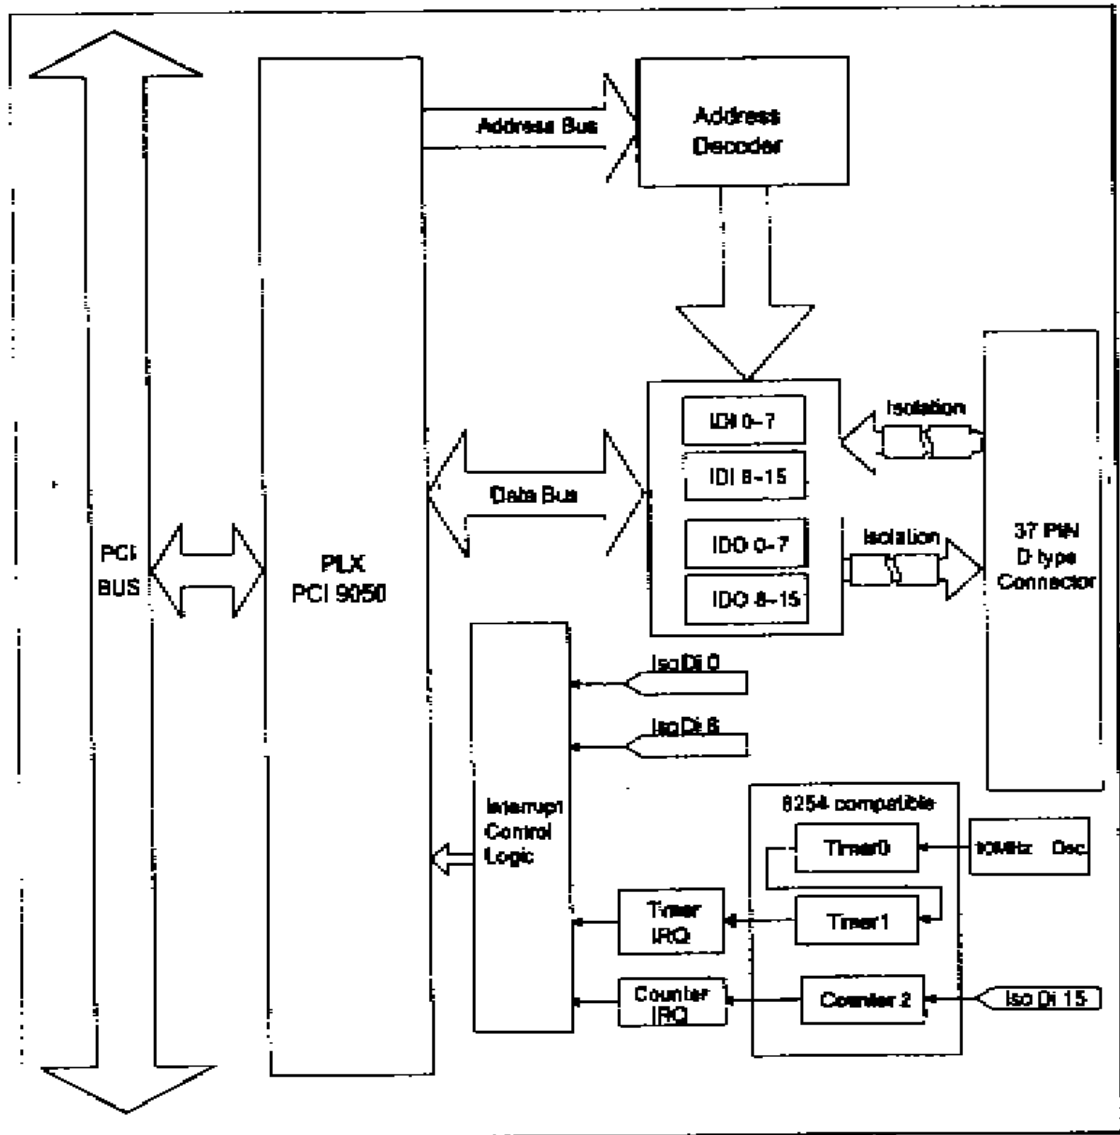 Address Bus
Address
Decoder
IDI 0-7
IDI 8-15
IDO 0-7
IDO 8-15
Isolation
Isolation
Data Bus
PCI
BUS
PLX
PCI 9050
37 PIN
D type
Connector
Iso Di 0
Iso Di 8
Interrupt
Control
Logic
8254 compatible
Timer0
10MHz Osc.
Timer
IRQ
Timer1
Counter
IRQ
Counter 2
Iso Di 15